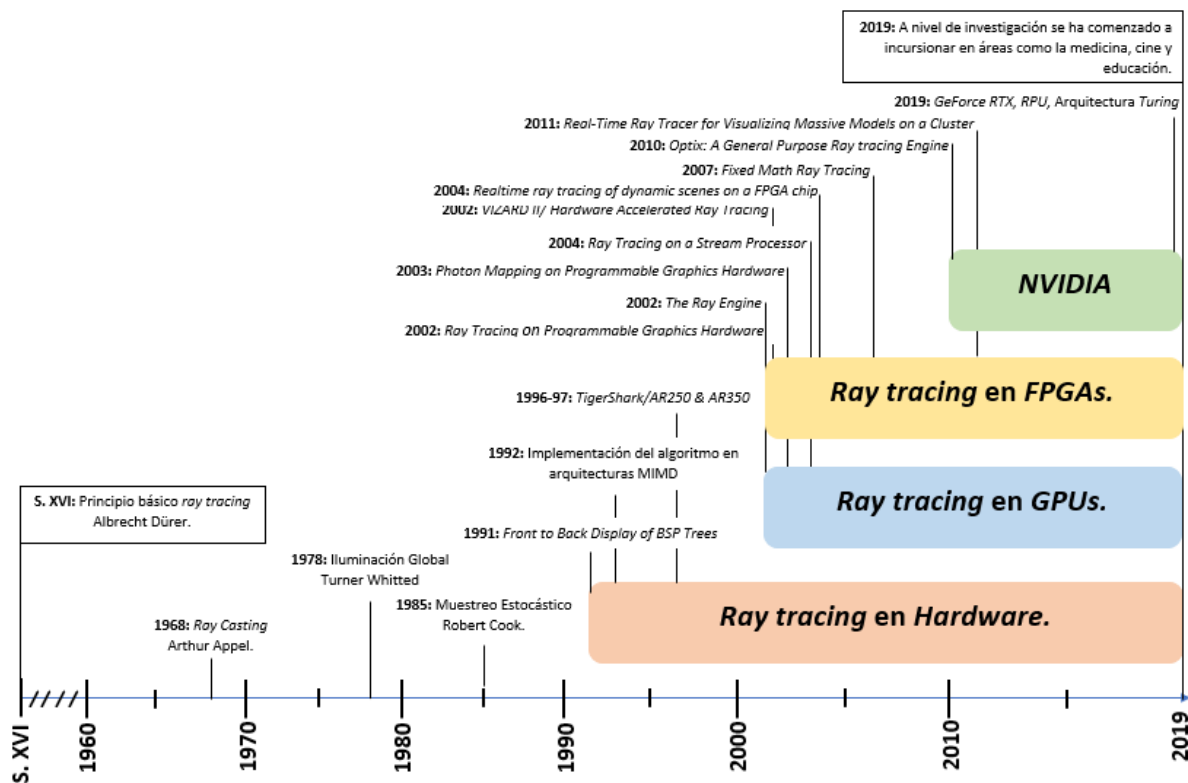 2019: A nivel de investigación se ha comenzado a
incursionar en áreas como la medicina, cine y
educación.
2019: GeForce RTX, RPU, Arquitectura Turing
2011: Real-Time Ray Tracer for Visualizing Massive Models on a Cluster
2010: Optix: A General Purpose Ray tracing Engine
2007: Fixed Math Ray Tracing
2004: Realtime ray tracing of dynamic scenes on a FPGA chip
2002: VIZARD II/ Hardware Accelerated Ray Tracing
2004: Ray Tracing on a Stream Processor
2003: Photon Mapping on Programmable Graphics Hardware
NVIDIA
2002: The Ray Engine
2002: Ray Tracing on Programmable Graphics Hardware
1996-97: TigerShark/AR250 & AR350
Ray tracing en FPGAs.
1992: Implementación del algoritmo en
arquitecturas MIMD
S. XVI: Principio básico ray tracing
Albrecht Dürer.
Ray tracing en GPUs.
1991: Front to Back Display of BSP Trees
1978: Iluminación Global
Turner Whitted
1985: Muestreo Estocástico
Robert Cook.
Ray tracing en Hardware.
1968: Ray Casting
Arthur Appel.
S. XVI
1960
1970
1980
1990
2000
2010
2019